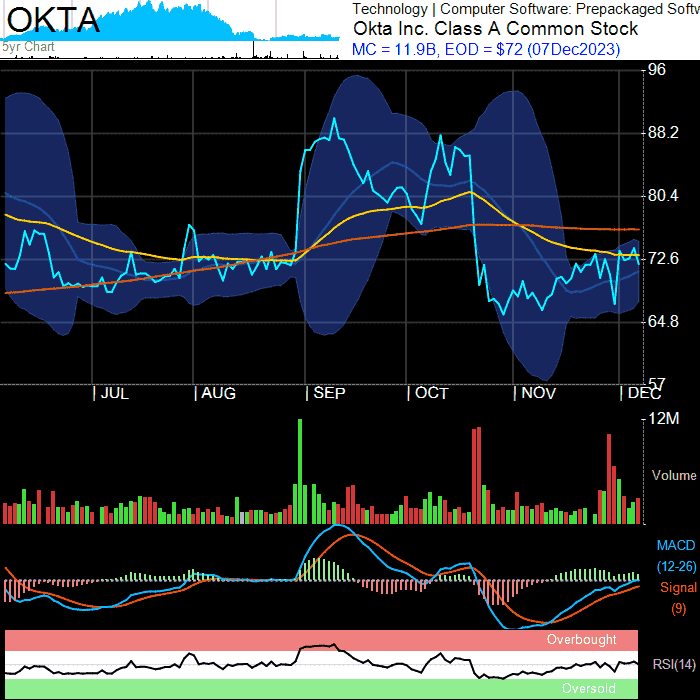 OKTA
5yr Chart
Technology | Computer Software: Prepackaged Softw
Okta Inc. Class A Common Stock
MC = 11.9B, EOD = $72 (07Dec2023)
96
88.2
80.4
72.6
64.8
57
| JUL | AUG | SEP | OCT | NOV | DEC
12M
Volume
MACD
(12-26)
Signal
(9)
Overbought
RSI(14)
Oversold